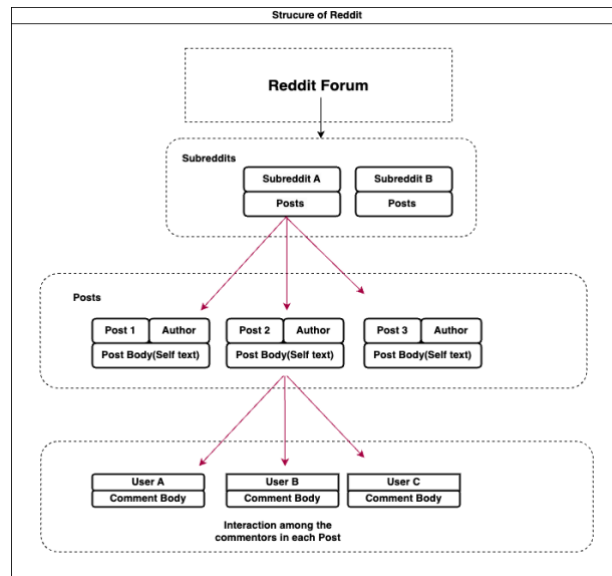 Strucure of Reddit
Reddit Forum
Subreddits
Subreddit A
Subreddit B
Posts
Posts
Posts
Post 1
Author
Post 2
Author
Post 3
Author
Post Body(Self text)
Post Body(Self text)
Post Body(Self text)
User A
User B
User C
Comment Body
Comment Body
Comment Body
Interaction among the
commentors in each Post